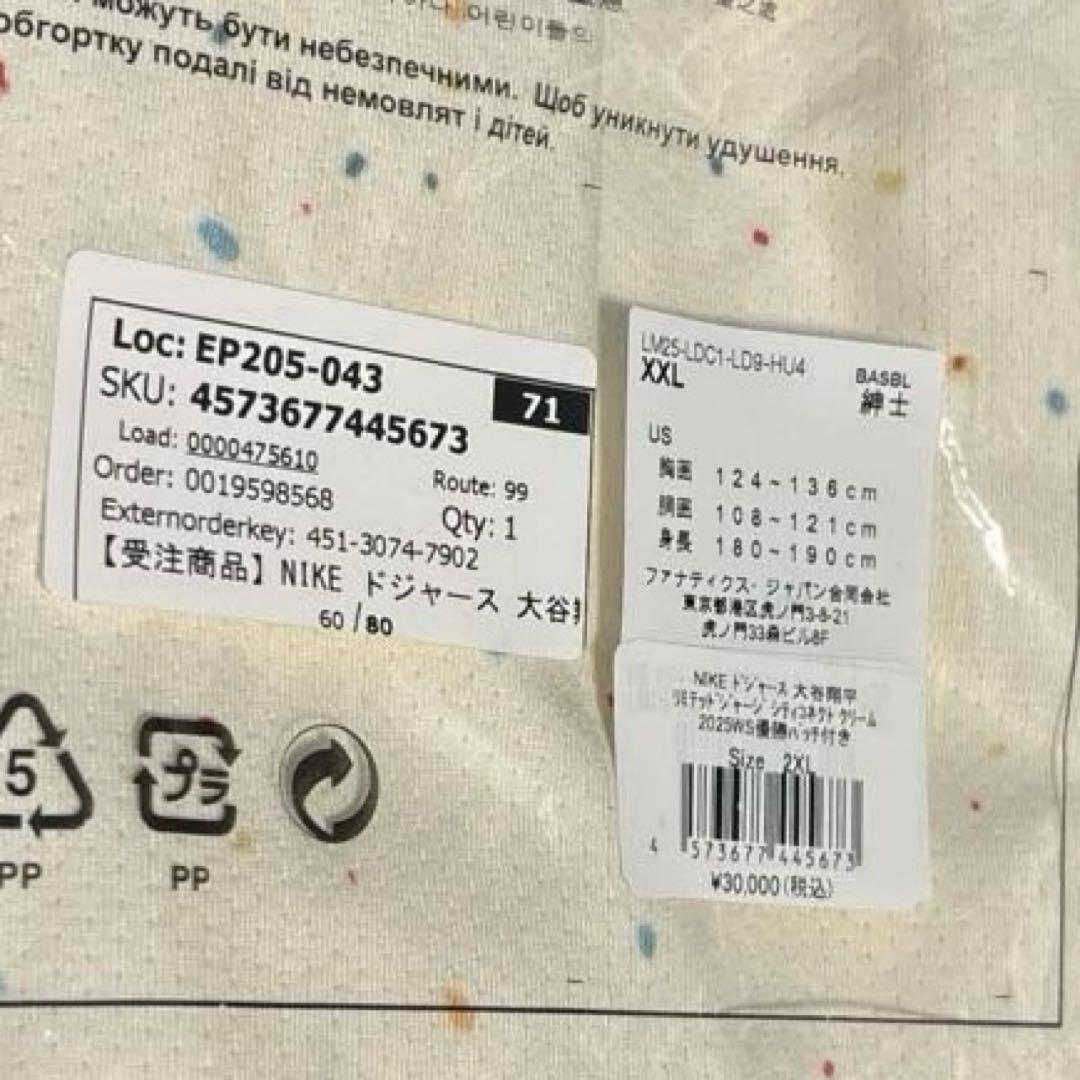 можуть бути небезпечними. Щоб уникнути удушення,
обгортку подалі від немовлят і дітей.
어린이들의
之處
Loc: EP205-043
SKU: 4573677445673
71
Load: 0000475610
Route: 99
Order: 0019598568
Qty: 1
Externorderkey: 451-3074-7902
【受注商品】NIKE ドジャース 大谷
60 / 80
LM25-LDC1-LD9-HU4
XXL
BASBL
紳士
US
胸囲 124~136cm
胴囲 108~121cm
身長 180~190cm
ファナティクス・ジャパン合同会社
東京都港区虎ノ門3-8-21
虎ノ門33森ビル8F
NIKE ドジャース 大谷翔平
リミテッドジャージ シティコネクト クリーム
2025WS優勝パッチ付き
Size 2XL
4 573677 445673
¥30,000(税込)
5
PP
プラ
PP